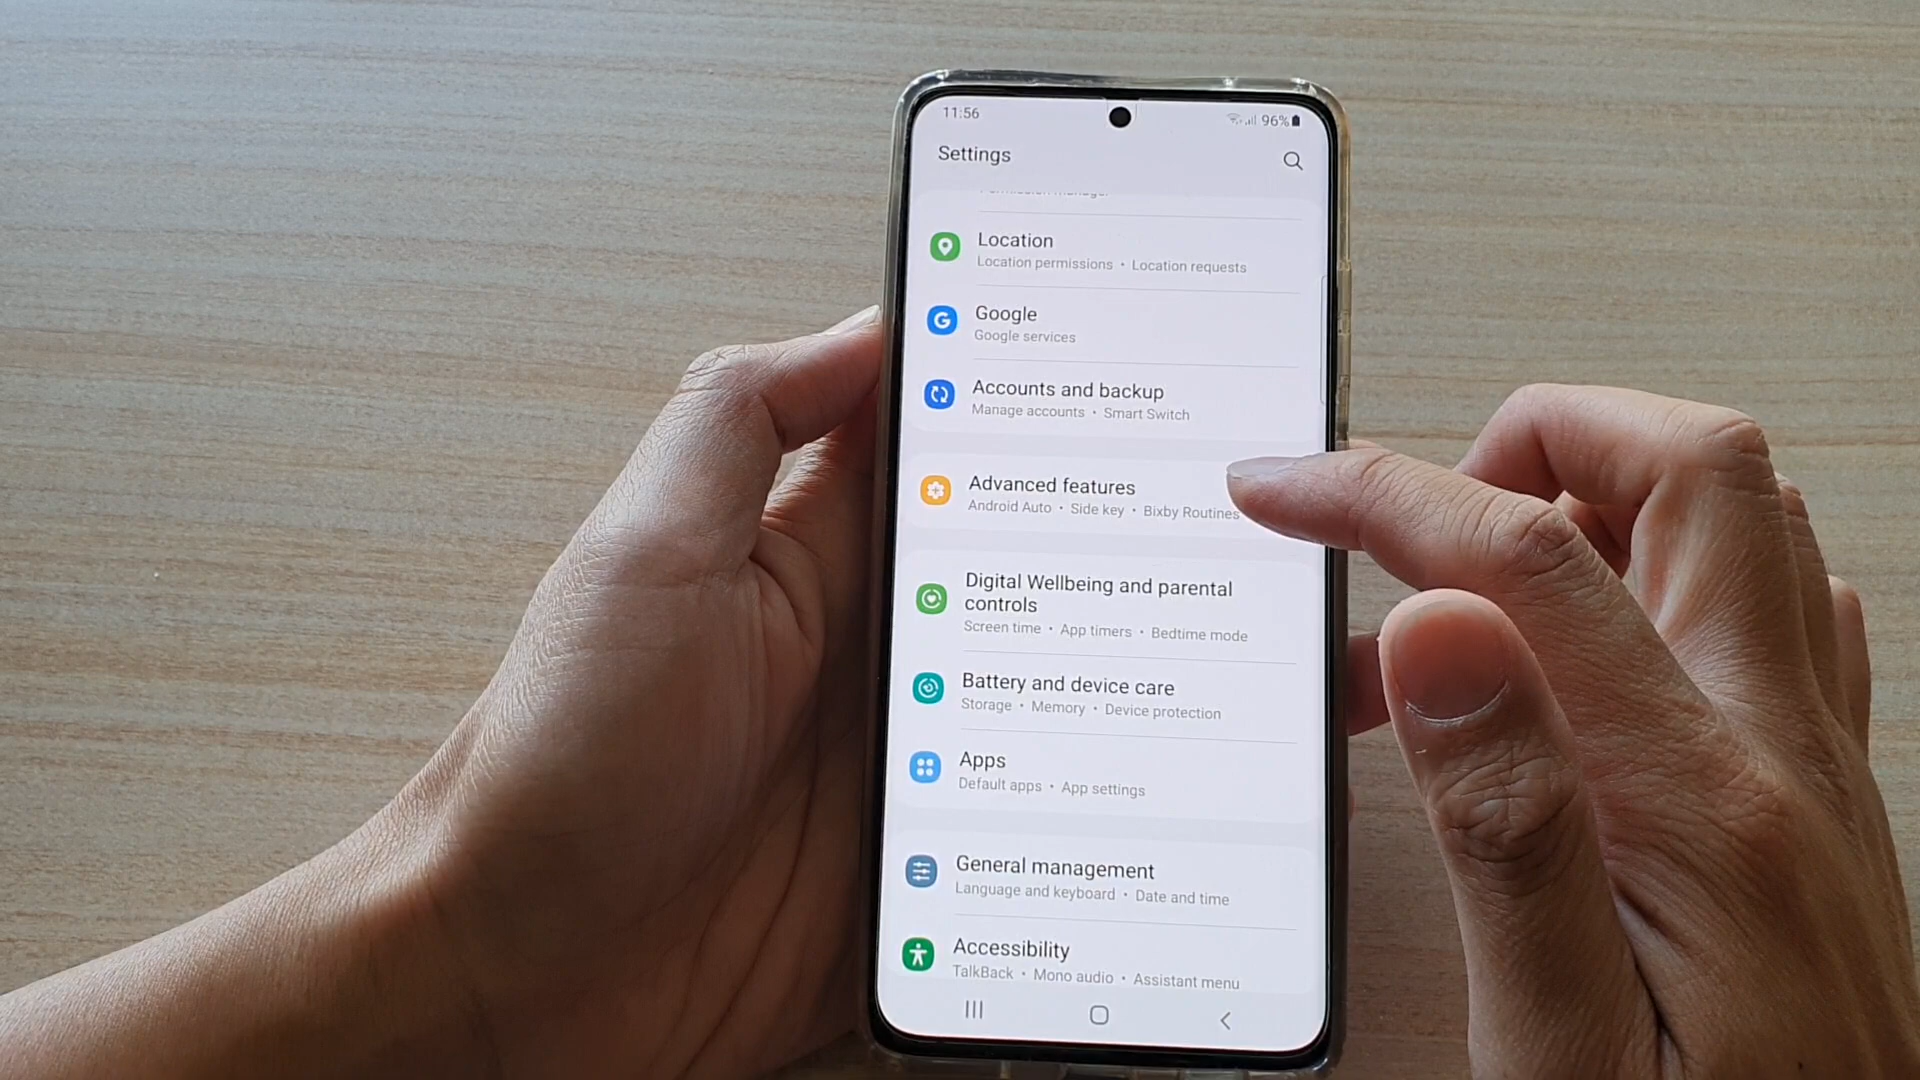 11:56
96%
Settings
Permission manager
Location
Location permissions • Location requests
Google
Google services
Accounts and backup
Manage accounts • Smart Switch
Advanced features
Android Auto • Side key • Bixby Routines
Digital Wellbeing and parental
controls
Screen time • App timers • Bedtime mode
Battery and device care
Storage • Memory • Device protection
Apps
Default apps • App settings
General management
Language and keyboard • Date and time
Accessibility
TalkBack • Mono audio • Assistant menu